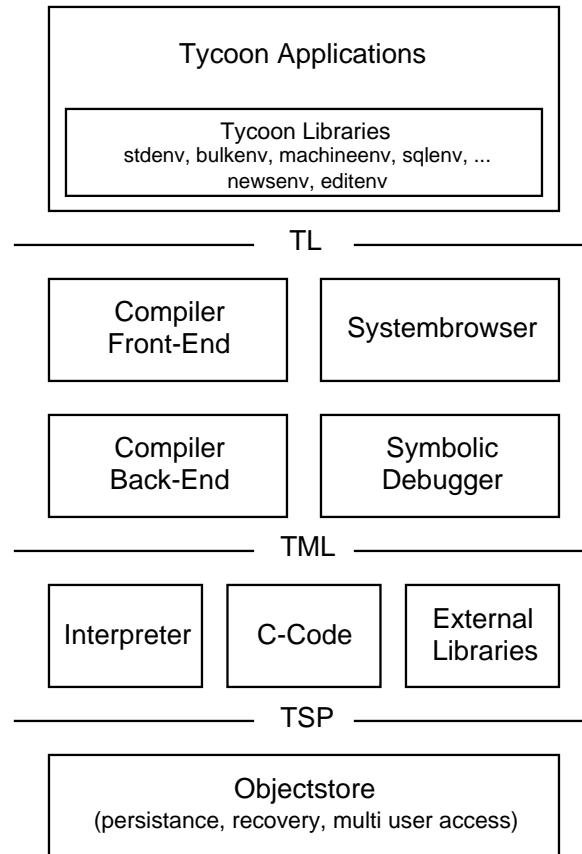 Tycoon Applications
Tycoon Libraries
stdenv, bulkenv, machineenv, sqlenv, ...
newsenv, editenv
TL
Compiler
Front-End
Systembrowser
Compiler
Back-End
Symbolic
Debugger
TML
Interpreter
C-Code
External
Libraries
TSP
Objectstore
(persistance, recovery, multi user access)